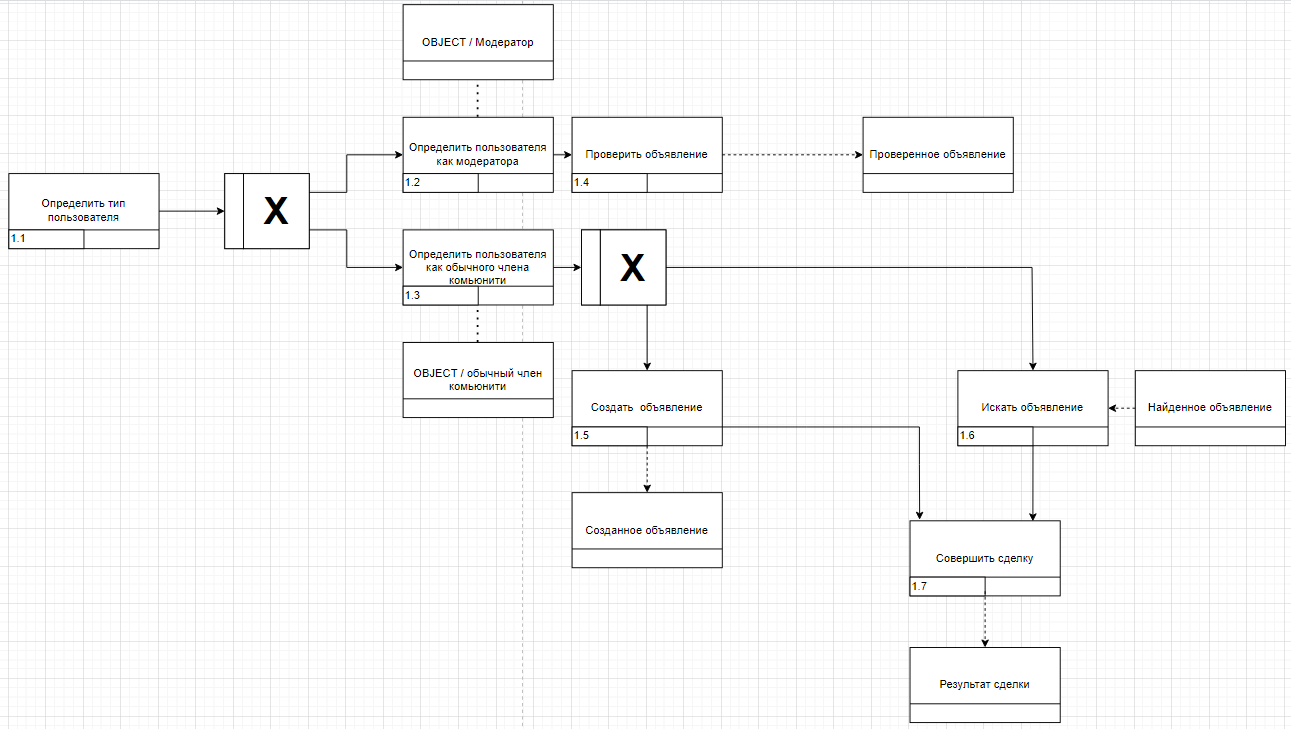 OBJECT / Модератор
Определить пользователя
как модератора
1.2
Проверить объявление
1.4
Проверенное объявление
Определить тип
пользователя
1.1
X
Определить пользователя
как обычного члена
комьюнити
1.3
X
OBJECT / обычный член
комьюнити
Создать объявление
1.5
Искать объявление
1.6
Найденное объявление
Созданное объявление
Совершить сделку
1.7
Результат сделки